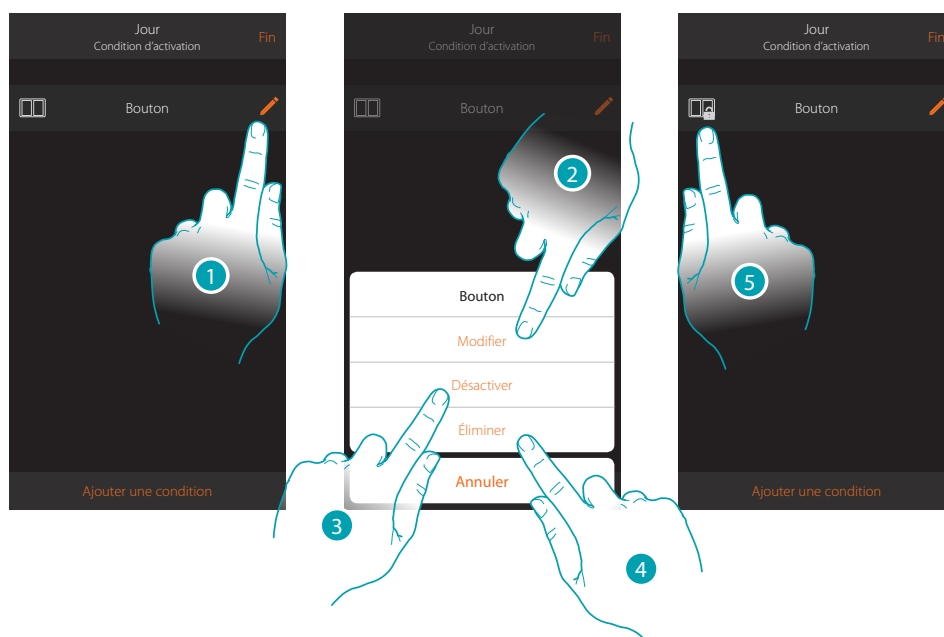 Jour
Condition d'activation
Fin
Bouton
1
Ajouter une condition
Jour
Condition d'activation
Fin
Bouton
2
Bouton
Modifier
Désactiver
Éliminer
Annuler
3
4
Jour
Condition d'activation
Fin
Bouton
5
Ajouter une condition